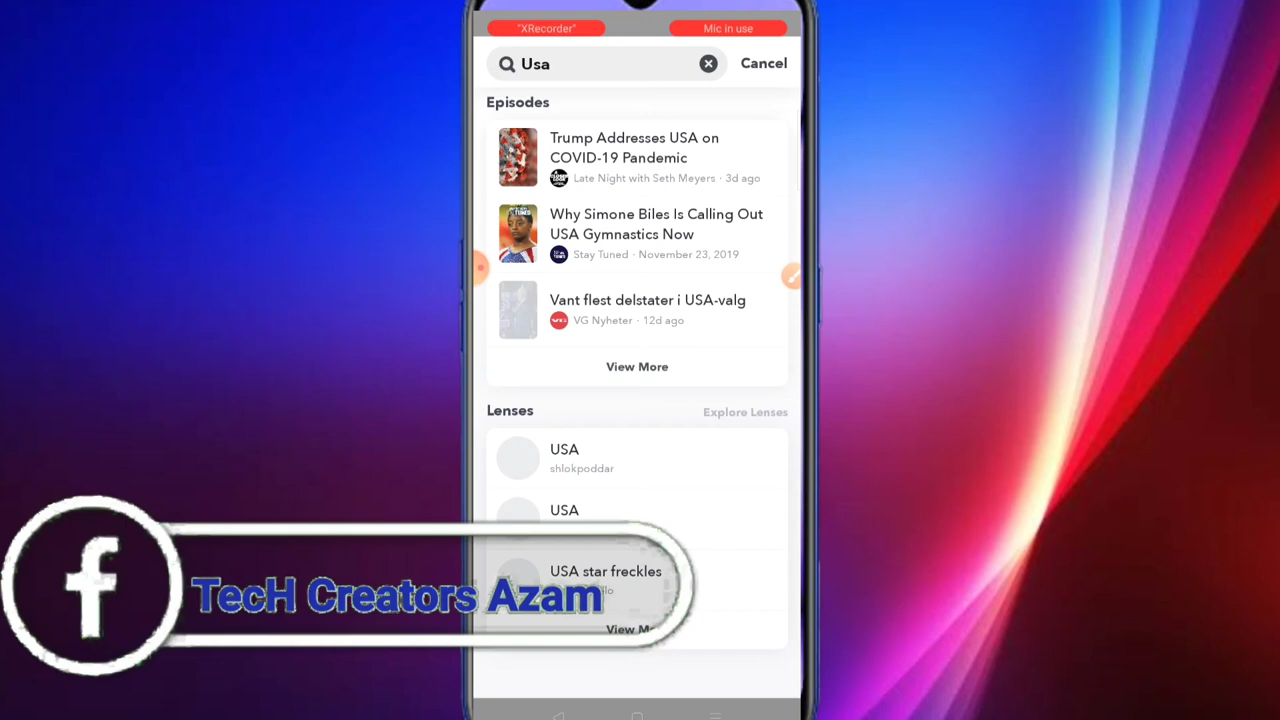 "XRecorder"
Mic in use
Usa
Cancel
Episodes
Trump Addresses USA on
COVID-19 Pandemic
Late Night with Seth Meyers · 3d ago
Why Simone Biles Is Calling Out
USA Gymnastics Now
Stay Tuned · November 23, 2019
Vant flest delstater i USA-valg
VG Nyheter · 12d ago
View More
Lenses
Explore Lenses
USA
shlokpoddar
USA
USA star freckles
TecH Creators Azam
View